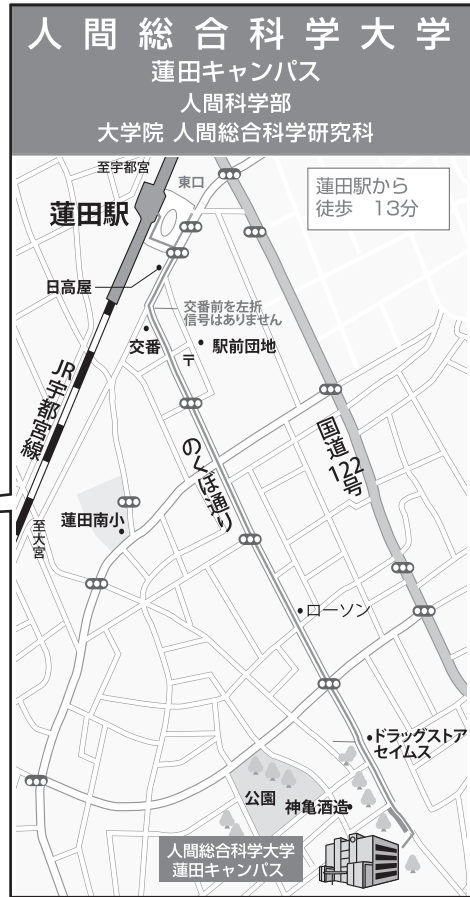 人間総合科学大学
蓮田キャンパス
人間科学部
大学院 人間総合科学研究科
至宇都宮
東口
蓮田駅
蓮田駅から
徒歩 13分
日高屋
交番前を左折
信号はありません
交番
〒
駅前団地
JR宇都宮線
のくぼ通り
国道122号
蓮田南小
至大宮
ローソン
ドラッグストア
セイムス
公園
神亀酒造
人間総合科学大学
蓮田キャンパス